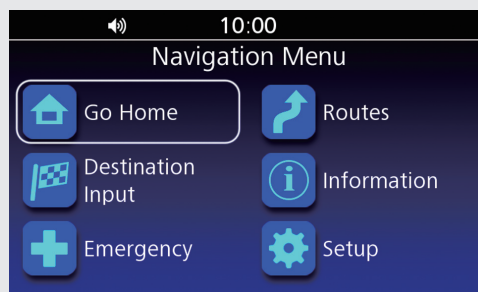 10:00
Navigation Menu
Go Home
Routes
Destination
Input
Information
Emergency
Setup